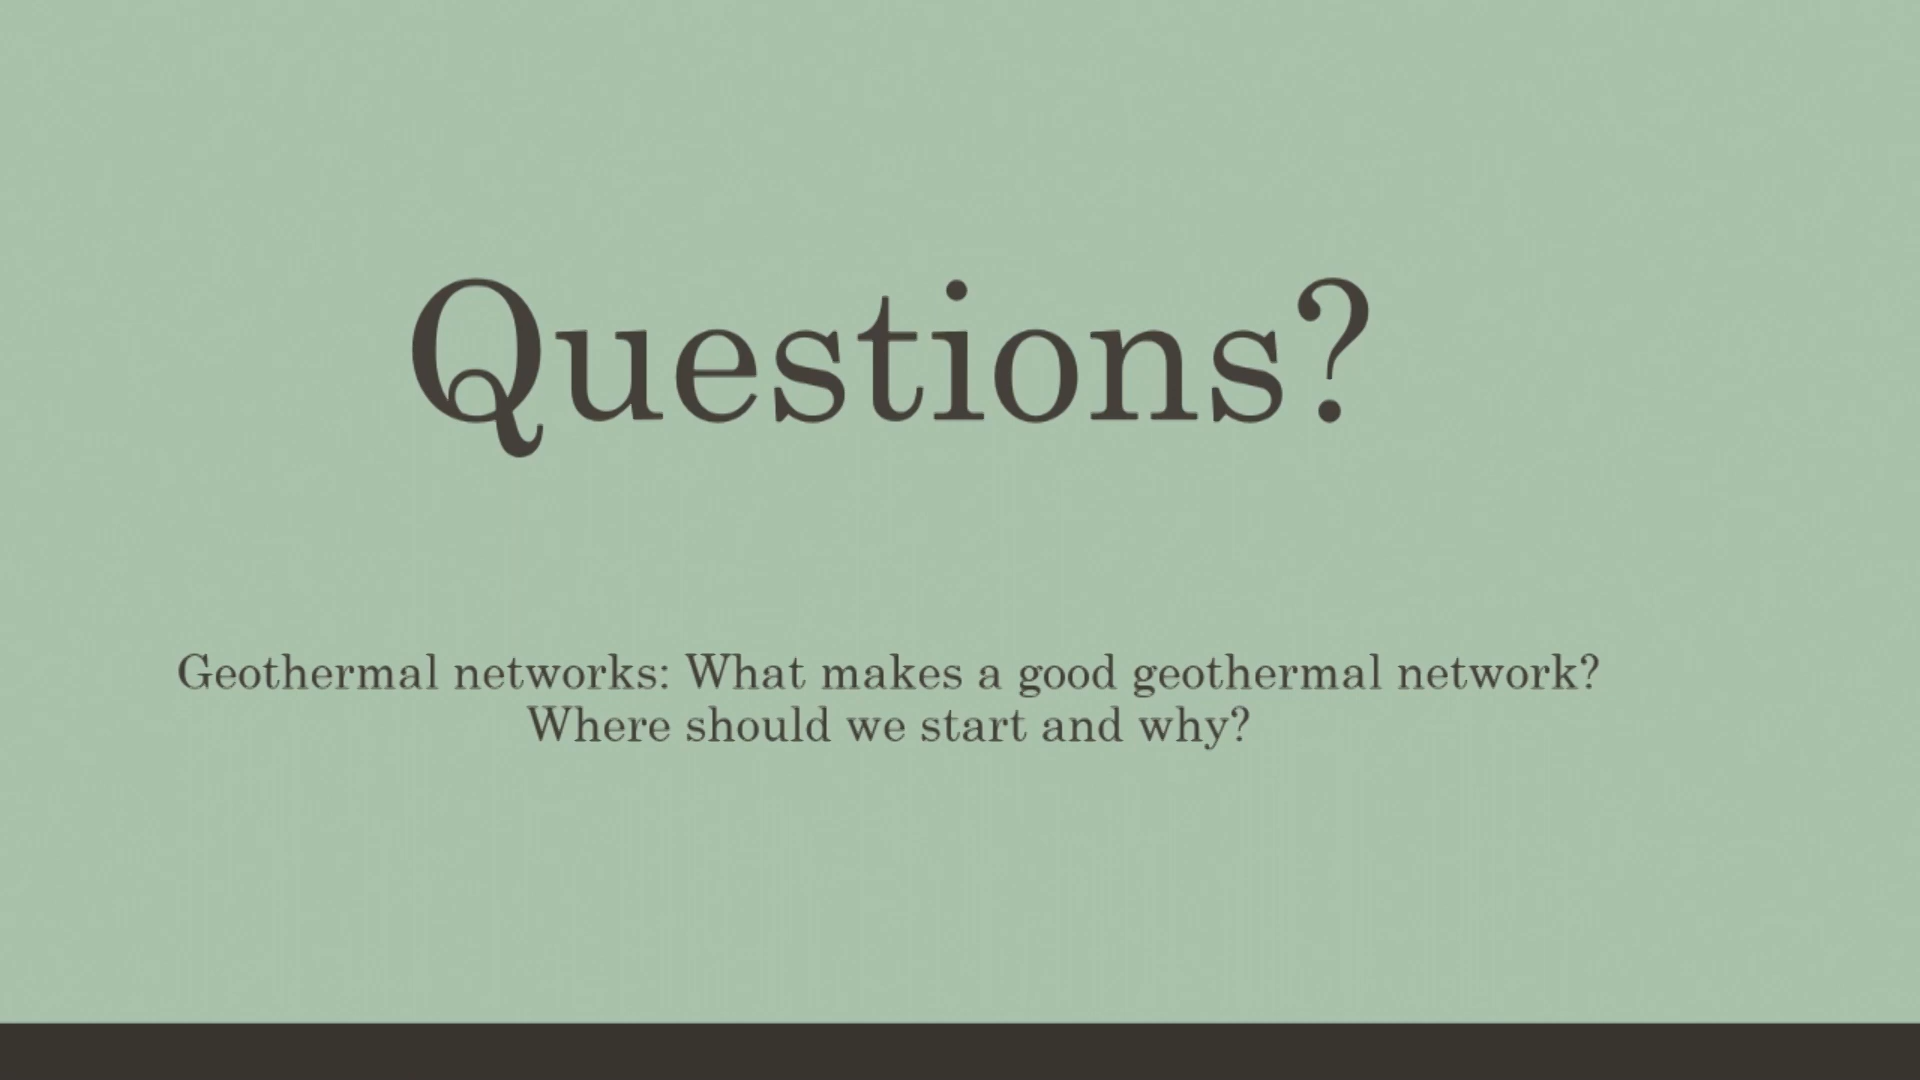 Questions?
Geothermal networks: What makes a good geothermal network?
Where should we start and why?